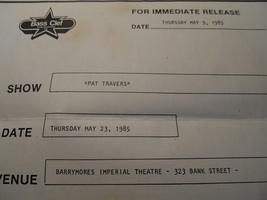 Bass Clef
FOR IMMEDIATE RELEASE
DATE THURSDAY MAY 9, 1985
SHOW *PAT TRAVERS*
DATE THURSDAY MAY 23, 1985
VENUE BARRYMORES IMPERIAL THEATRE - 323 BANK STREET -